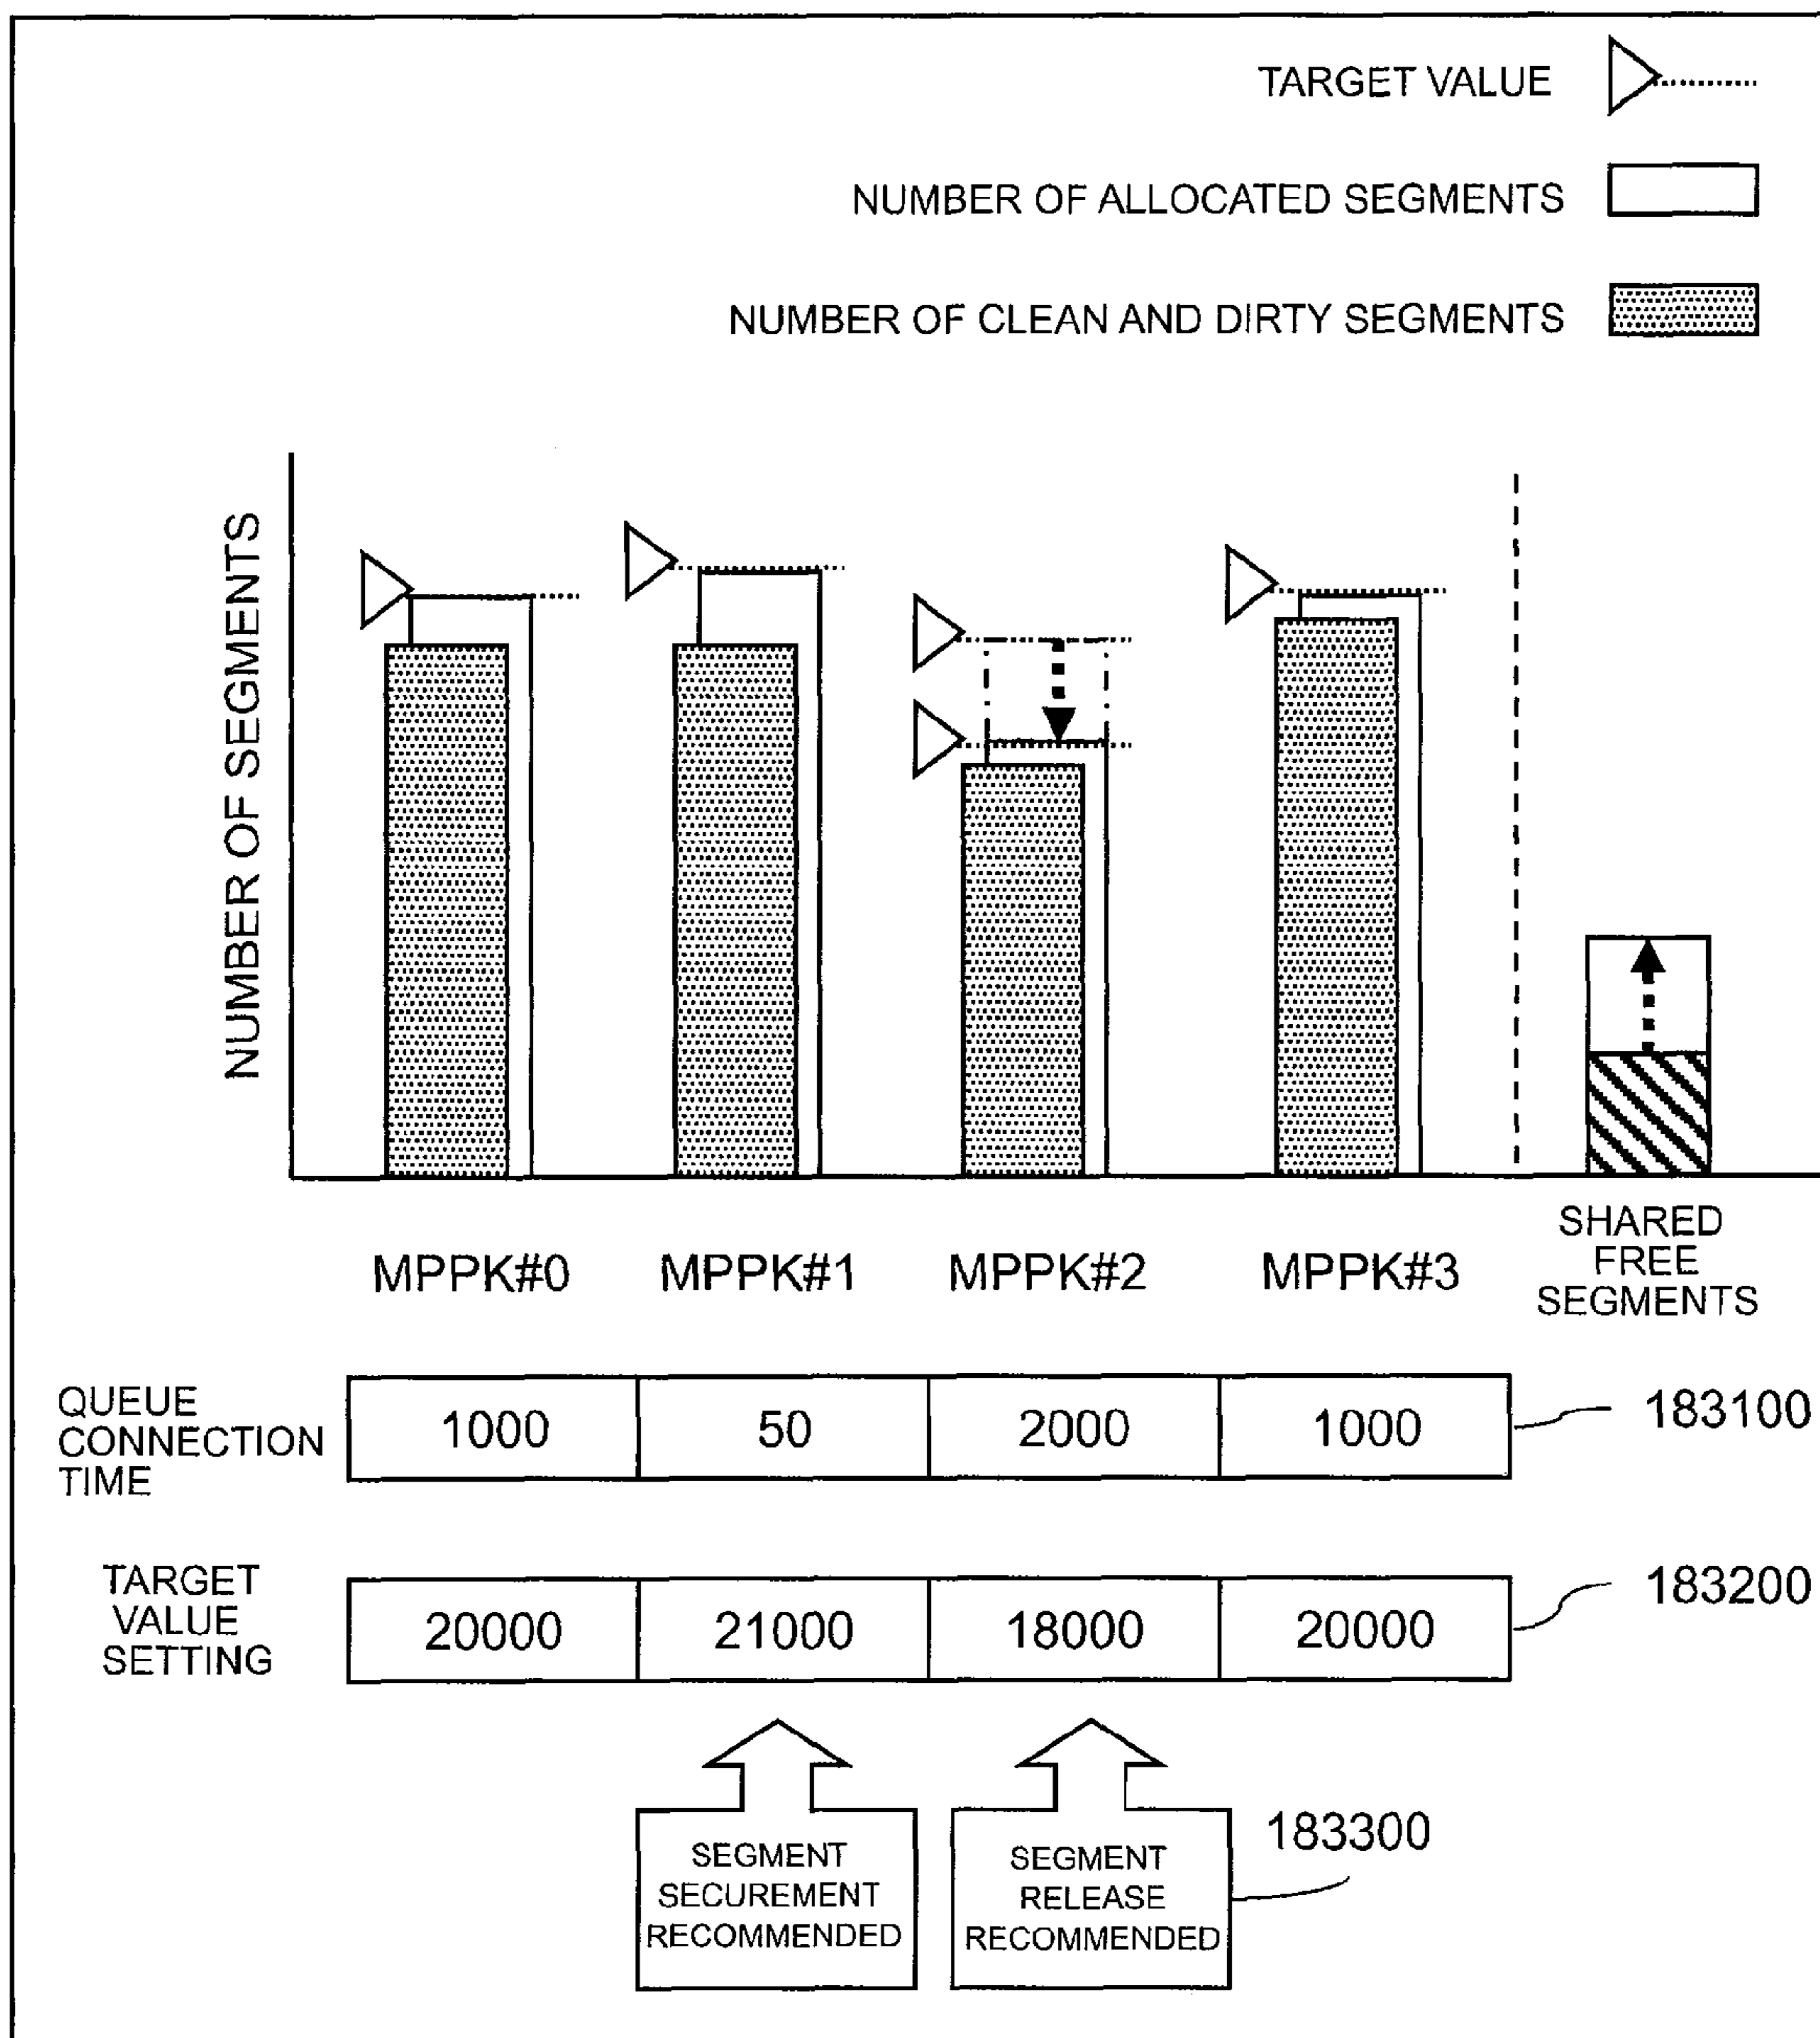 TARGET VALUE
NUMBER OF ALLOCATED SEGMENTS
NUMBER OF CLEAN AND DIRTY SEGMENTS
NUMBER OF SEGMENTS
MPPK#0
MPPK#1
MPPK#2
MPPK#3
SHARED
FREE
SEGMENTS
QUEUE
CONNECTION
TIME
1000
50
2000
1000
183100
TARGET
VALUE
SETTING
20000
21000
18000
20000
183200
SEGMENT
SECUREMENT
RECOMMENDED
SEGMENT
RELEASE
RECOMMENDED
183300